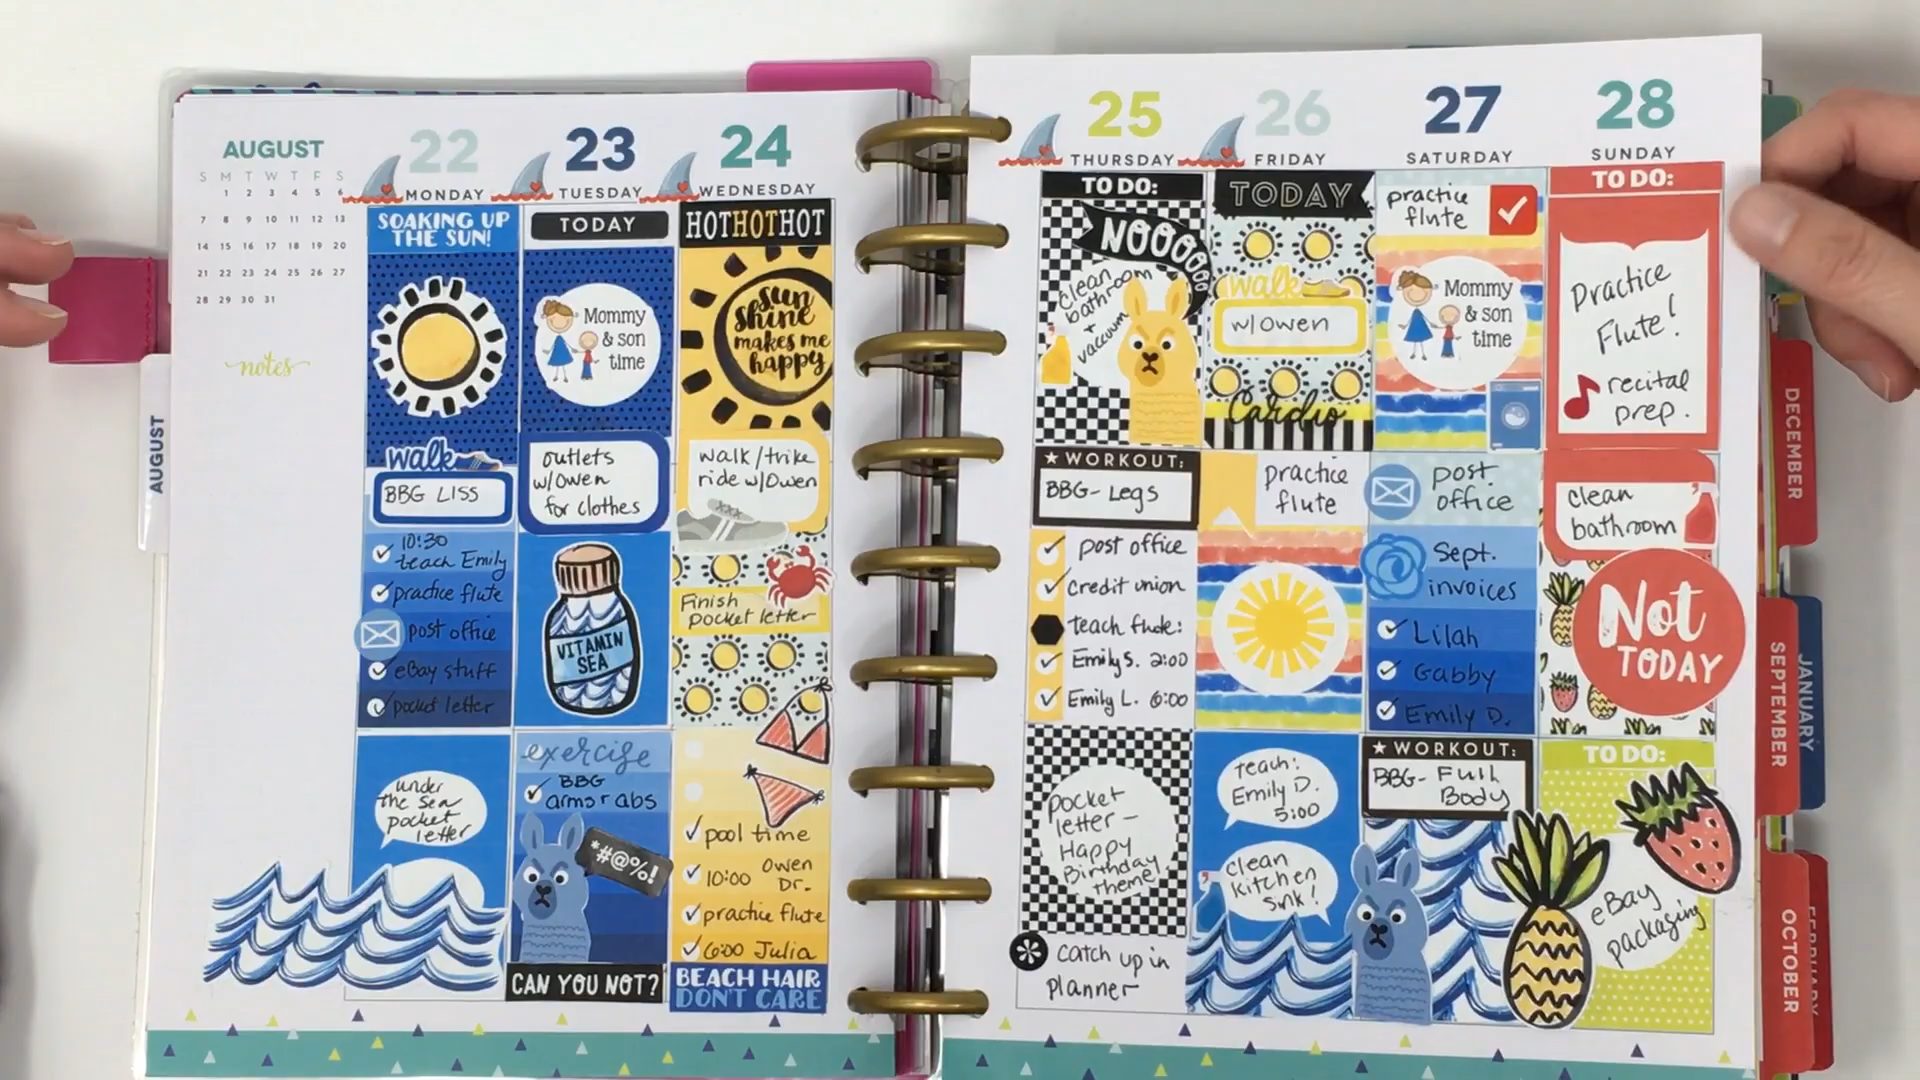 AUGUST
S M T W T F S
1 2 3 4 5 6
7 8 9 10 11 12 13
14 15 16 17 18 19 20
21 22 23 24 25 26 27
28 29 30 31
notes
AUGUST
22
MONDAY
SOAKING UP
THE SUN!
walk
BBG LISS
10:30
teach Emily
practice flute
post office
eBay stuff
pocket letter
under
the sea
pocket
letter
23
TUESDAY
TODAY
Mommy
& son
time
outlets
w/Owen
for clothes
VITAMIN
SEA
exercise
BBG
arms + abs
*#@%!
CAN YOU NOT?
24
WEDNESDAY
HOTHOTHOT
sun
shine
makes me
happy
walk/trike
ride w/Owen
Finish
pocket letter
pool time
10:00 Owen
Dr.
practice flute
6:00 Julia
BEACH HAIR
DON'T CARE
25
THURSDAY
TO DO:
NOOOOOO
clean
bathroom
+
vacuum
WORKOUT:
BBG- Legs
post office
credit union
teach flute:
Emily S. 2:00
Emily L. 6:00
pocket
letter -
Happy
Birthday
theme!
catch up in
planner
26
FRIDAY
TODAY
walk
w/Owen
Cardio
practice
flute
teach:
Emily D.
5:00
clean
kitchen
sink!
27
SATURDAY
practice
flute
Mommy
& son
time
post
office
Sept.
invoices
Lilah
Gabby
Emily D.
WORKOUT:
BBG- Full
Body
28
SUNDAY
TO DO:
Practice
Flute!
recital
prep.
clean
bathroom
Not
TODAY
TO DO:
eBay
packaging
DECEMBER
JANUARY
SEPTEMBER
FEBRUARY
OCTOBER